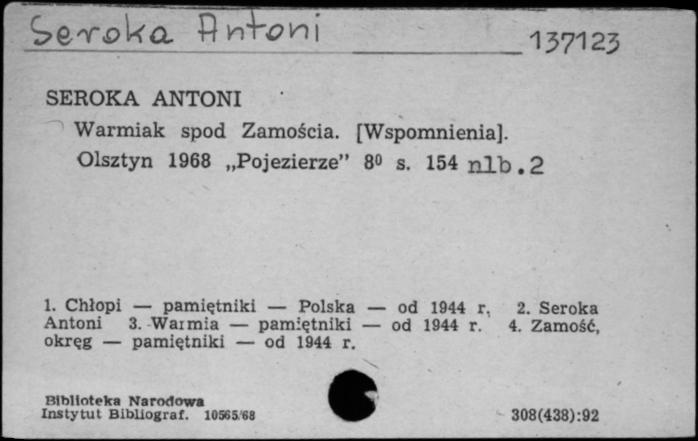 Seroka Antoni
137123
SEROKA ANTONI
Warmiak spod Zamościa. [Wspomnienia].
Olsztyn 1968 „Pojezierze” 8⁰ s. 154 nlb.2
1. Chłopi — pamiętniki — Polska — od 1944 r. 2. Seroka
Antoni 3. Warmia — pamiętniki — od 1944 r. 4. Zamość,
okręg — pamiętniki — od 1944 r.
Biblioteka Narodowa
Instytut Bibliograf. 10565/68
308(438):92